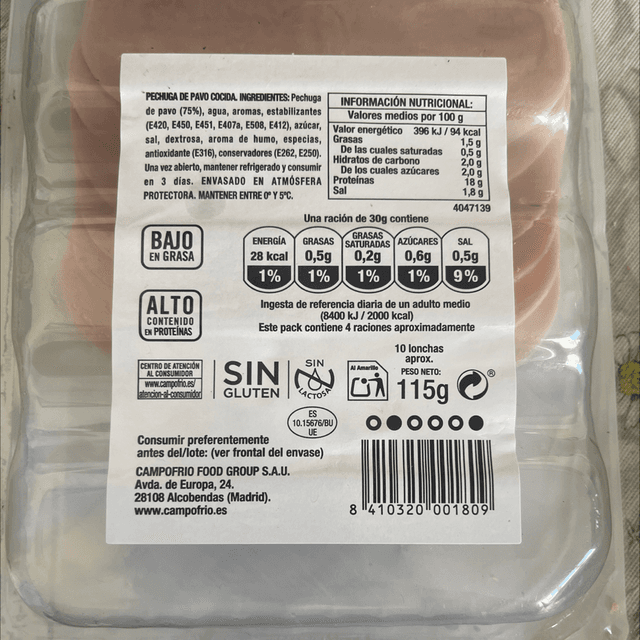 PECHUGA DE PAVO COCIDA. INGREDIENTES: Pechuga
de pavo (75%), agua, aromas, estabilizantes
(E420, E450, E451, E407a, E508, E412), azúcar,
sal, dextrosa, aroma de humo, especias,
antioxidante (E316), conservadores (E262, E250).
Una vez abierto, mantener refrigerado y consumir
en 3 días. ENVASADO EN ATMÓSFERA
PROTECTORA. MANTENER ENTRE 0º Y 5ºC.
INFORMACIÓN NUTRICIONAL:
Valores medios por 100 g
Valor energético 396 kJ / 94 kcal
Grasas 1,5 g
De las cuales saturadas 0,5 g
Hidratos de carbono 2,0 g
De los cuales azúcares 2,0 g
Proteínas 18 g
Sal 1,8 g
4047139
Una ración de 30g contiene
BAJO
EN GRASA
ENERGÍA
28 kcal
1%
GRASAS
0,5g
1%
GRASAS
SATURADAS
0,2g
1%
AZÚCARES
0,6g
1%
SAL
0,5g
9%
ALTO
CONTENIDO
EN PROTEÍNAS
Ingesta de referencia diaria de un adulto medio
(8400 kJ / 2000 kcal)
Este pack contiene 4 raciones aproximadamente
CENTRO DE ATENCIÓN
AL CONSUMIDOR
www.campofrio.es/
atencion-al-consumidor
SIN
GLUTEN
SIN
LACTOSA
Al Amarillo
10 lonchas
aprox.
PESO NETO:
115g
®
ES
10.15676/BU
UE
Consumir preferentemente
antes del/lote: (ver frontal del envase)
CAMPOFRIO FOOD GROUP S.A.U.
Avda. de Europa, 24.
28108 Alcobendas (Madrid).
www.campofrio.es
8 410320 001809